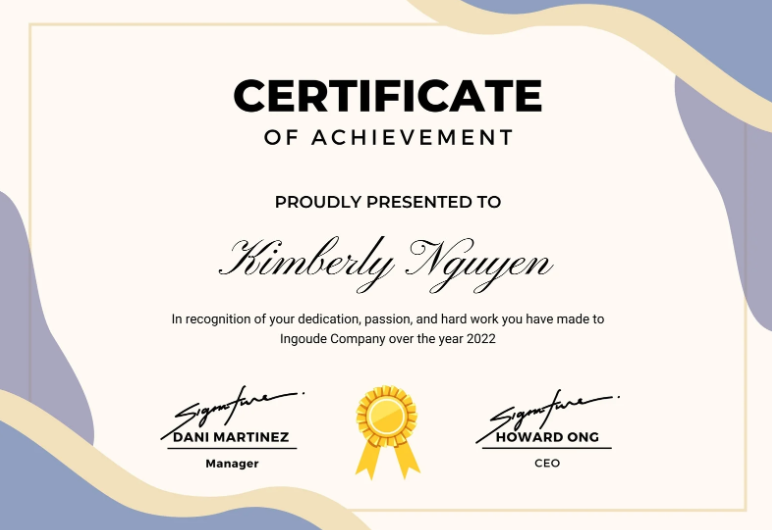 CERTIFICATE
OF ACHIEVEMENT
PROUDLY PRESENTED TO
Kimberly Nguyen
In recognition of your dedication, passion, and hard work you have made to
Ingoude Company over the year 2022
Signature Signature
DANI MARTINEZ HOWARD ONG
Manager CEO